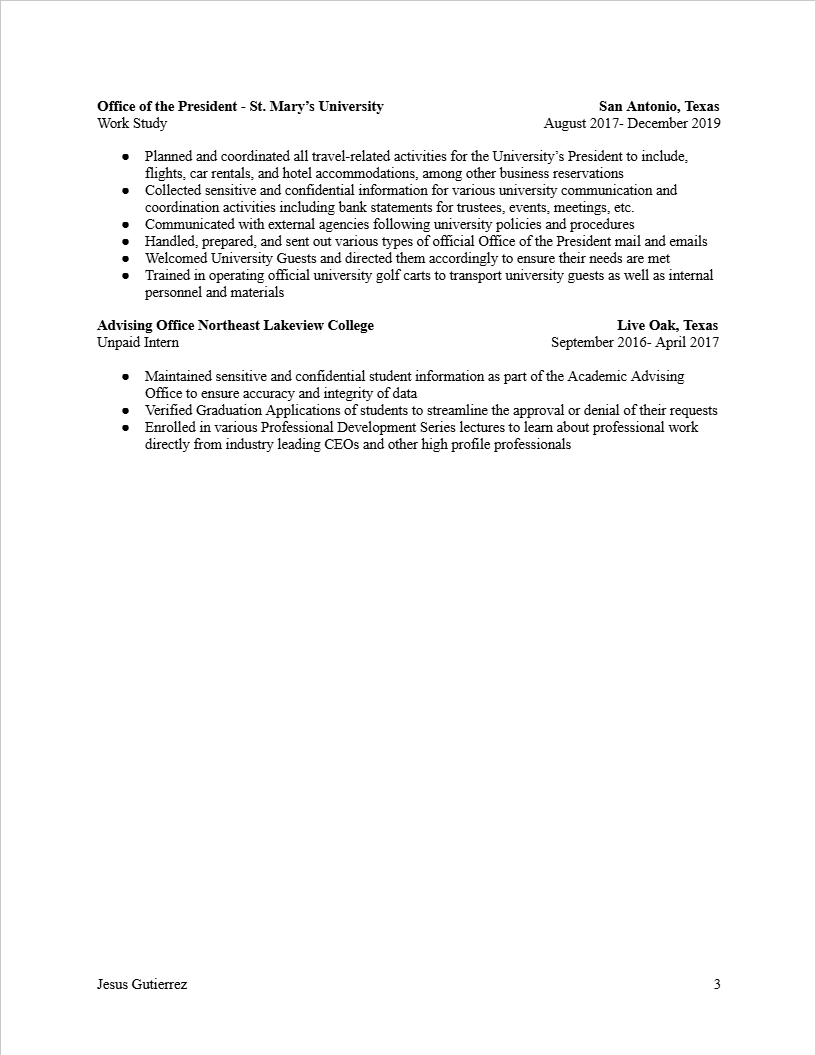 Office of the President - St. Mary’s University San Antonio, Texas
Work Study August 2017- December 2019
● Planned and coordinated all travel-related activities for the University’s President to include,
flights, car rentals, and hotel accommodations, among other business reservations
● Collected sensitive and confidential information for various university communication and
coordination activities including bank statements for trustees, events, meetings, etc.
● Communicated with external agencies following university policies and procedures
● Handled, prepared, and sent out various types of official Office of the President mail and emails
● Welcomed University Guests and directed them accordingly to ensure their needs are met
● Trained in operating official university golf carts to transport university guests as well as internal
personnel and materials
Advising Office Northeast Lakeview College Live Oak, Texas
Unpaid Intern September 2016- April 2017
● Maintained sensitive and confidential student information as part of the Academic Advising
Office to ensure accuracy and integrity of data
● Verified Graduation Applications of students to streamline the approval or denial of their requests
● Enrolled in various Professional Development Series lectures to learn about professional work
directly from industry leading CEOs and other high profile professionals
Jesus Gutierrez 3